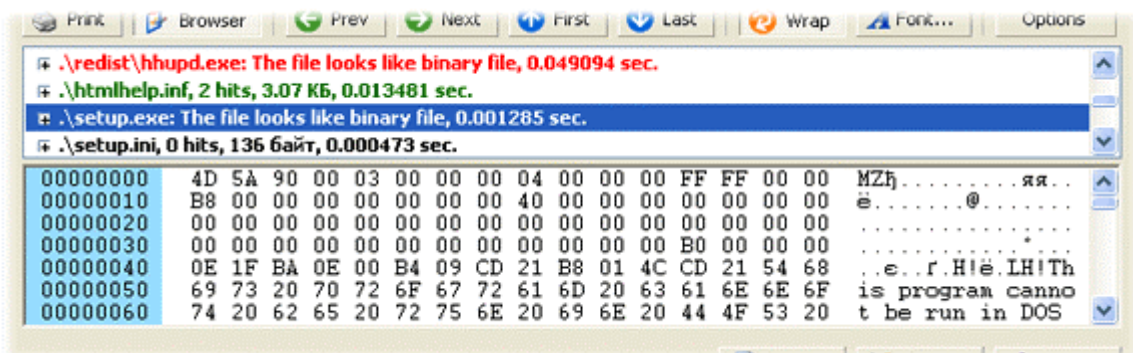 Print Browser Prev Next First Last Wrap Font... Options
.\redist\hhupd.exe: The file looks like binary file, 0.049094 sec.
.\htmlhelp.inf, 2 hits, 3.07 КБ, 0.013481 sec.
.\setup.exe: The file looks like binary file, 0.001285 sec.
.\setup.ini, 0 hits, 136 байт, 0.000473 sec.
00000000 4D 5A 90 00 03 00 00 00 04 00 00 00 FF FF 00 00 MZђ.........яя..
00000010 B8 00 00 00 00 00 00 00 40 00 00 00 00 00 00 00 ё.......@.......
00000020 00 00 00 00 00 00 00 00 00 00 00 00 00 00 00 00 ................
00000030 00 00 00 00 00 00 00 00 00 00 00 00 B0 00 00 00 ............°...
00000040 0E 1F BA 0E 00 B4 09 CD 21 B8 01 4C CD 21 54 68 ..є..ґ.Н!ё.LН!Th
00000050 69 73 20 70 72 6F 67 72 61 6D 20 63 61 6E 6E 6F is program canno
00000060 74 20 62 65 20 72 75 6E 20 69 6E 20 44 4F 53 20 t be run in DOS